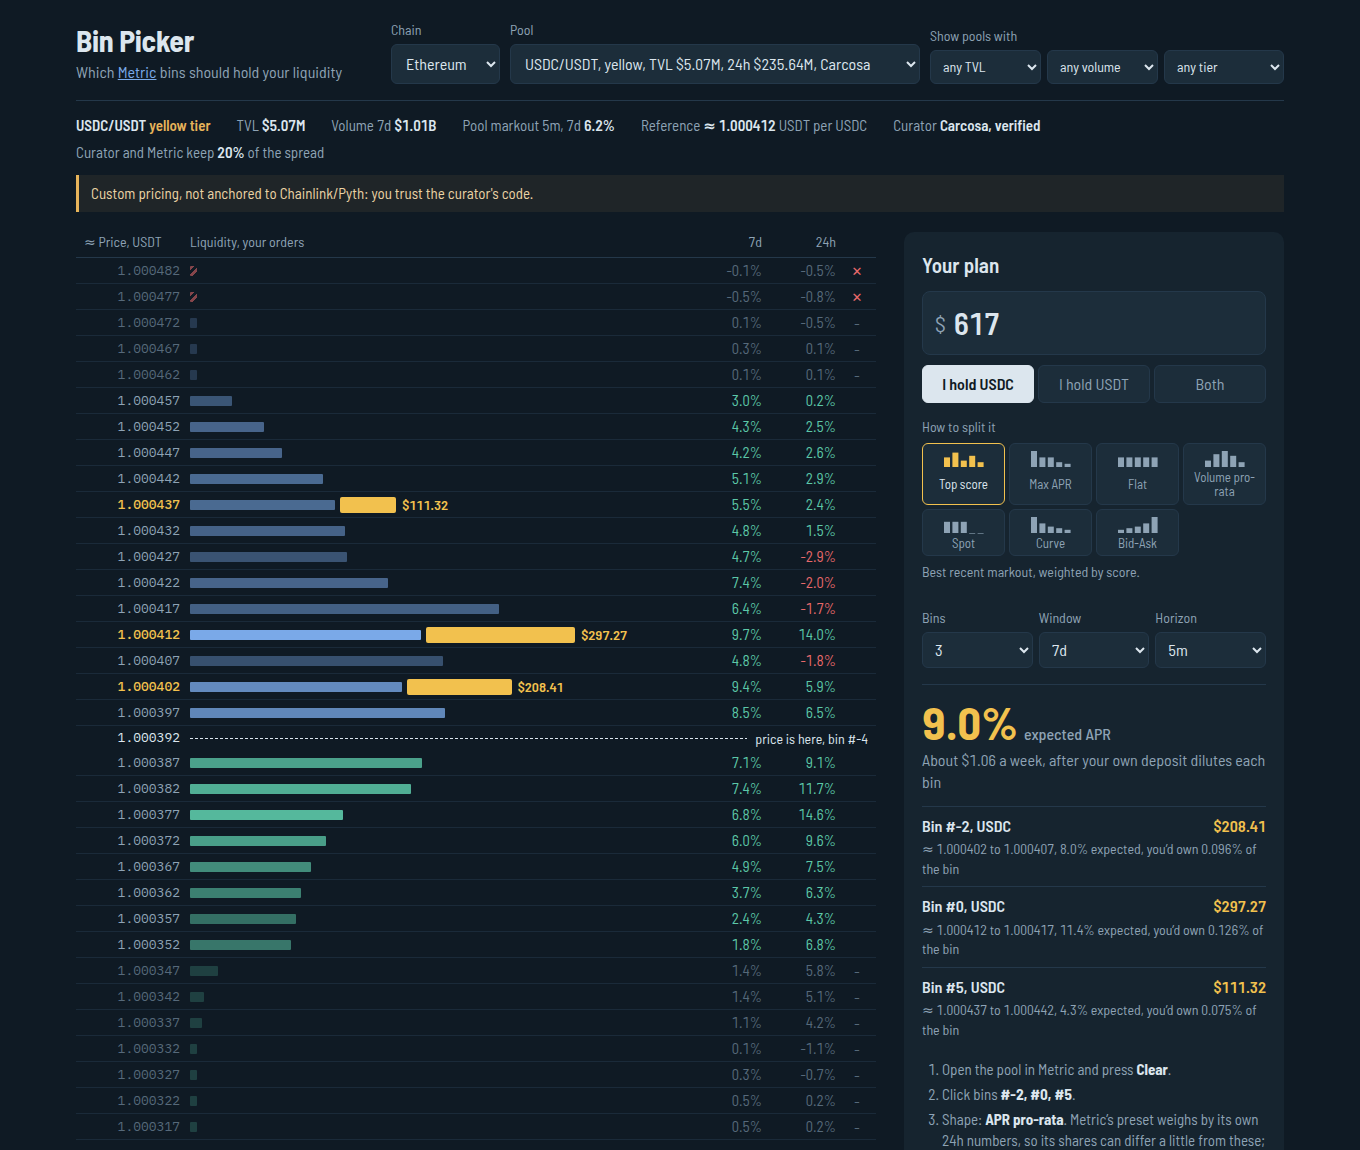 Bin Picker
Which Metric bins should hold your liquidity
Chain
Ethereum
Pool
USDC/USDT, yellow, TVL $5.07M, 24h $235.64M, Carcosa
Show pools with
any TVL
any volume
any tier
USDC/USDT yellow tier TVL $5.07M Volume 7d $1.01B Pool markout 5m, 7d 6.2% Reference ≈ 1.000412 USDT per USDC Curator Carcosa, verified
Curator and Metric keep 20% of the spread
Custom pricing, not anchored to Chainlink/Pyth: you trust the curator's code.
≈ Price, USDT Liquidity, your orders 7d 24h
1.000482 -0.1% -0.5% ×
1.000477 -0.5% -0.8% ×
1.000472 0.1% -0.5% -
1.000467 0.3% 0.1% -
1.000462 0.1% 0.1% -
1.000457 3.0% 0.2%
1.000452 4.3% 2.5%
1.000447 4.2% 2.6%
1.000442 5.1% 2.9%
1.000437 $111.32 5.5% 2.4%
1.000432 4.8% 1.5%
1.000427 4.7% -2.9%
1.000422 7.4% -2.0%
1.000417 6.4% -1.7%
1.000412 $297.27 9.7% 14.0%
1.000407 4.8% -1.8%
1.000402 $208.41 9.4% 5.9%
1.000397 8.5% 6.5%
1.000392 price is here, bin #-4
1.000387 7.1% 9.1%
1.000382 7.4% 11.7%
1.000377 6.8% 14.6%
1.000372 6.0% 9.6%
1.000367 4.9% 7.5%
1.000362 3.7% 6.3%
1.000357 2.4% 4.3%
1.000352 1.8% 6.8%
1.000347 1.4% 5.8% -
1.000342 1.4% 5.1% -
1.000337 1.1% 4.2% -
1.000332 0.1% -1.1% -
1.000327 0.3% -0.7% -
1.000322 0.5% 0.2% -
1.000317 0.5% 0.2% -
Your plan
$ 617
I hold USDC
I hold USDT
Both
How to split it
Top score
Max APR
Flat
Volume pro-
rata
Spot
Curve
Bid-Ask
Best recent markout, weighted by score.
Bins
3
Window
7d
Horizon
5m
9.0% expected APR
About $1.06 a week, after your own deposit dilutes each
bin
Bin #-2, USDC $208.41
≈ 1.000402 to 1.000407, 8.0% expected, you'd own 0.096% of
the bin
Bin #0, USDC $297.27
≈ 1.000412 to 1.000417, 11.4% expected, you'd own 0.126% of
the bin
Bin #5, USDC $111.32
≈ 1.000437 to 1.000442, 4.3% expected, you'd own 0.075% of
the bin
1. Open the pool in Metric and press Clear.
2. Click bins #-2, #0, #5.
3. Shape: APR pro-rata. Metric's preset weighs by its own
24h numbers, so its shares can differ a little from these;